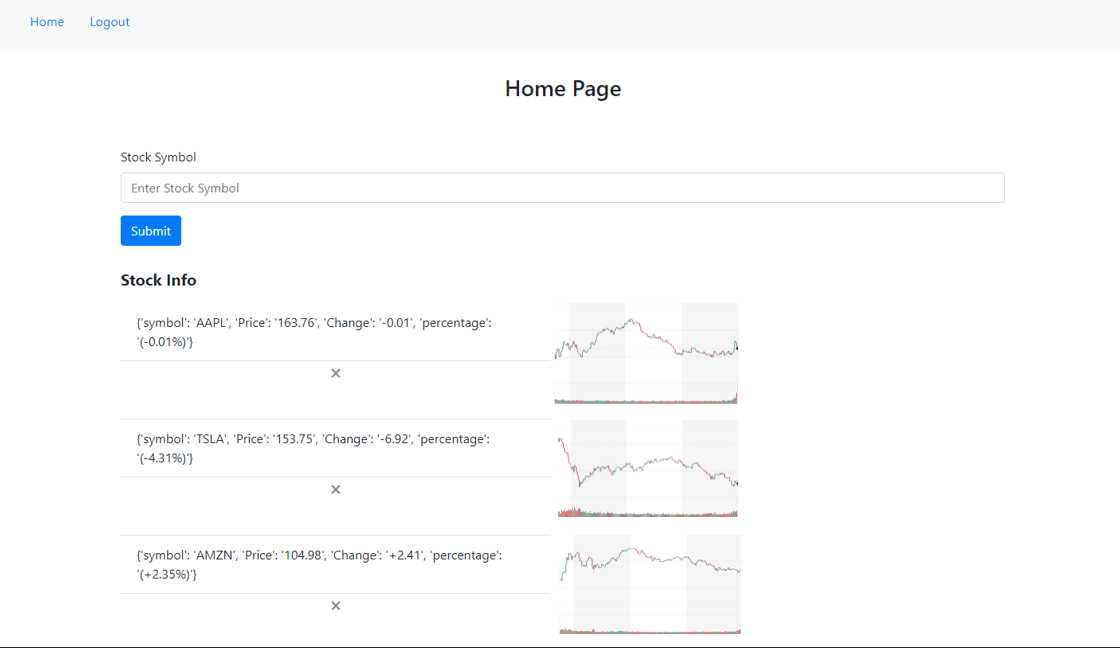 Home Logout
Home Page
Stock Symbol
Enter Stock Symbol
Submit
Stock Info
{'symbol': 'AAPL', 'Price': '163.76', 'Change': '-0.01', 'percentage':
'(-0.01%)'}
×
{'symbol': 'TSLA', 'Price': '153.75', 'Change': '-6.92', 'percentage':
'(-4.31%)'}
×
{'symbol': 'AMZN', 'Price': '104.98', 'Change': '+2.41', 'percentage':
'(+2.35%)'}
×